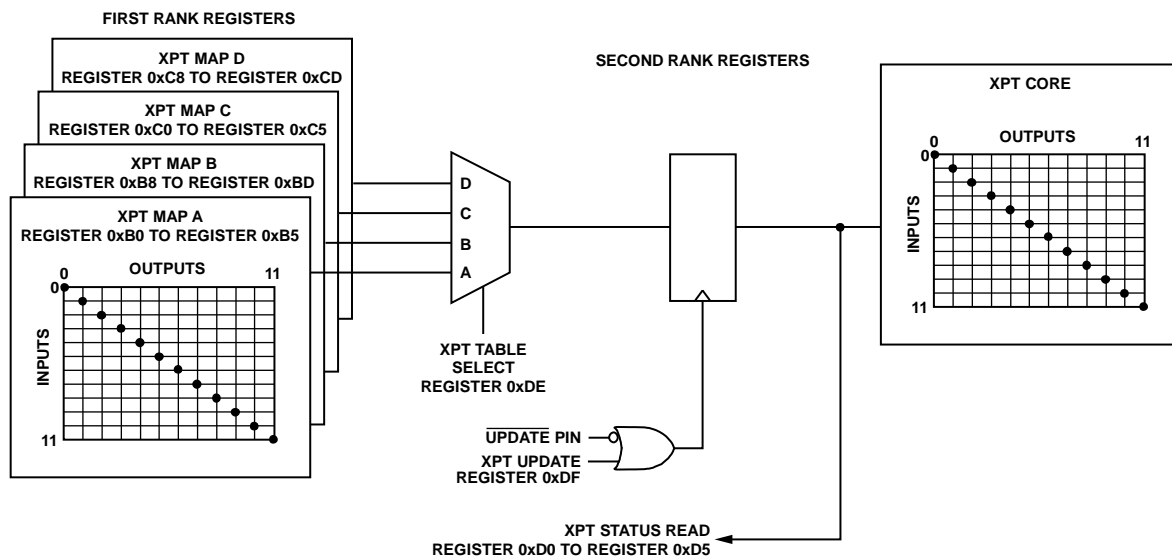 FIRST RANK REGISTERS
XPT MAP D
REGISTER 0xC8 TO REGISTER 0xCD
XPT MAP C
REGISTER 0xC0 TO REGISTER 0xC5
XPT MAP B
REGISTER 0xB8 TO REGISTER 0xBD
XPT MAP A
REGISTER 0xB0 TO REGISTER 0xB5
OUTPUTS
0
11
0
INPUTS
11
D
C
B
A
XPT TABLE
SELECT
REGISTER 0xDE
SECOND RANK REGISTERS
UPDATE PIN
XPT UPDATE
REGISTER 0xDF
XPT STATUS READ
REGISTER 0xD0 TO REGISTER 0xD5
XPT CORE
OUTPUTS
0
11
0
INPUTS
11